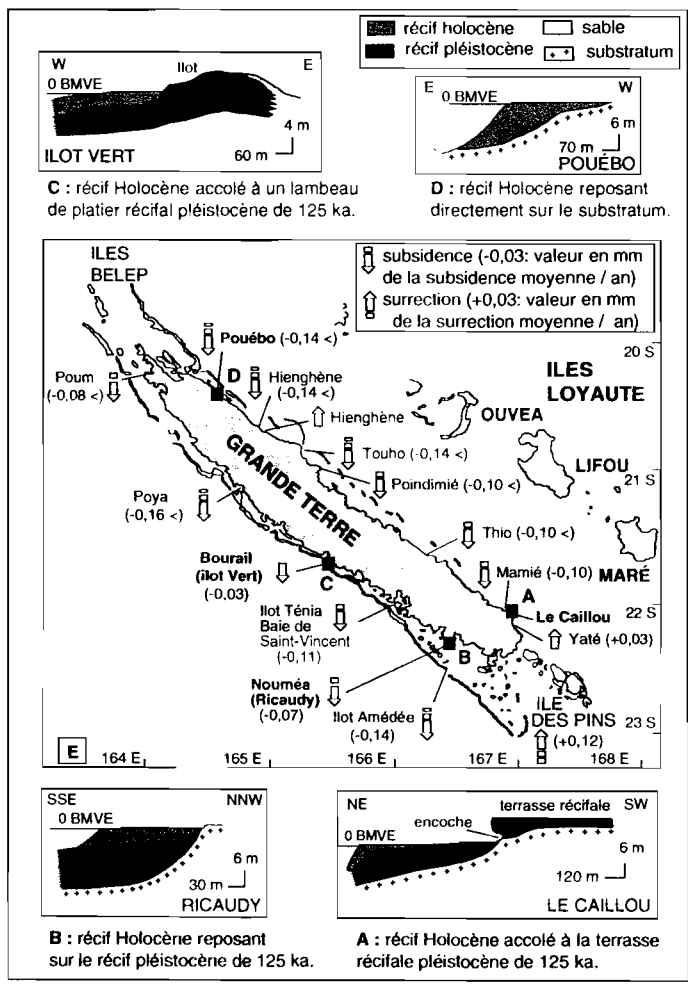 récif holocène
sable
récif pléistocène
substratum
W
Ilot
E
0 BMVE
4 m
60 m
ILOT VERT
C : récif Holocène accolé à un lambeau
de platier récifal pléistocène de 125 ka.
E
0 BMVE
W
6 m
70 m
POUÉBO
D : récif Holocène reposant
directement sur le substratum.
subsidence (-0,03: valeur en mm
de la subsidence moyenne / an)
surrection (+0,03: valeur en mm
de la surrection moyenne / an)
ILES
BELEP
Pouébo (-0,14 <)
20 S
Poum
(-0,08 <)
D
Hienghène
(-0,14 <)
Hienghène
ILES
LOYAUTE
OUVEA
GRANDE TERRE
Touho (-0,14 <)
LIFOU
21 S
Poindimié (-0,10 <)
Poya
(-0,16 <)
Thio (-0,10 <)
Bourail
(îlot Vert)
(-0,03)
C
Mamié (-0,10)
MARÉ
A
22 S
Le Caillou
Ilot Ténia
Baie de
Saint-Vincent
(-0,11)
Yaté (+0,03)
B
Nouméa
(Ricaudy)
(-0,07)
Ilot Amédée
(-0,14)
ILE
DES PINS
(+0,12)
23 S
E
164 E
165 E
166 E
167 E
168 E
SSE
NNW
0 BMVE
6 m
30 m
RICAUDY
B : récif Holocène reposant
sur le récif pléistocène de 125 ka.
NE
terrasse récifale
SW
encoche
0 BMVE
6 m
120 m
LE CAILLOU
A : récif Holocène accolé à la terrasse
récifale pléistocène de 125 ka.